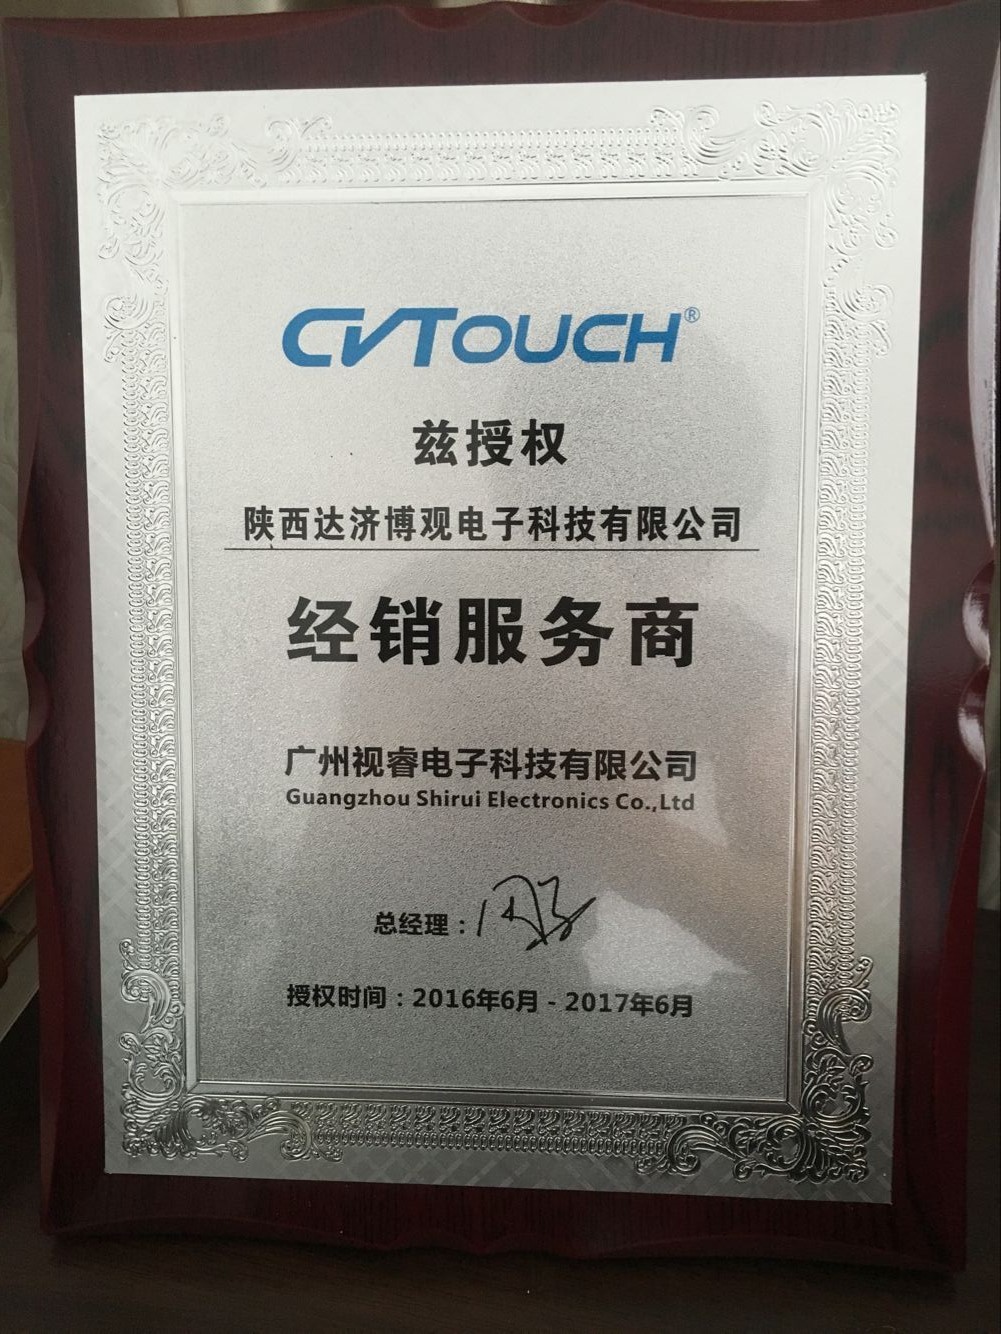 CVTOUCH®
兹授权
陕西达济博观电子科技有限公司
经销服务商
广州视睿电子科技有限公司
Guangzhou Shirui Electronics Co.,Ltd
总经理：
授权时间：2016年6月 - 2017年6月